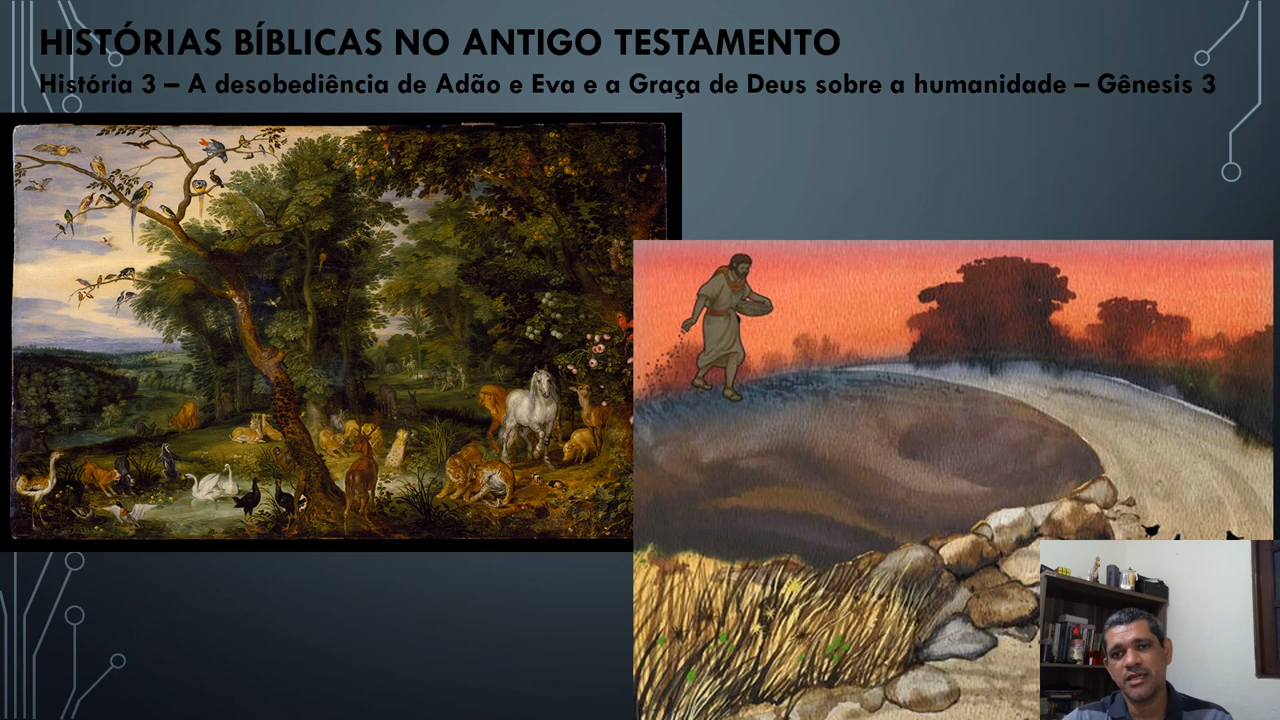 HISTÓRIAS BÍBLICAS NO ANTIGO TESTAMENTO
História 3 – A desobediência de Adão e Eva e a Graça de Deus sobre a humanidade – Gênesis 3